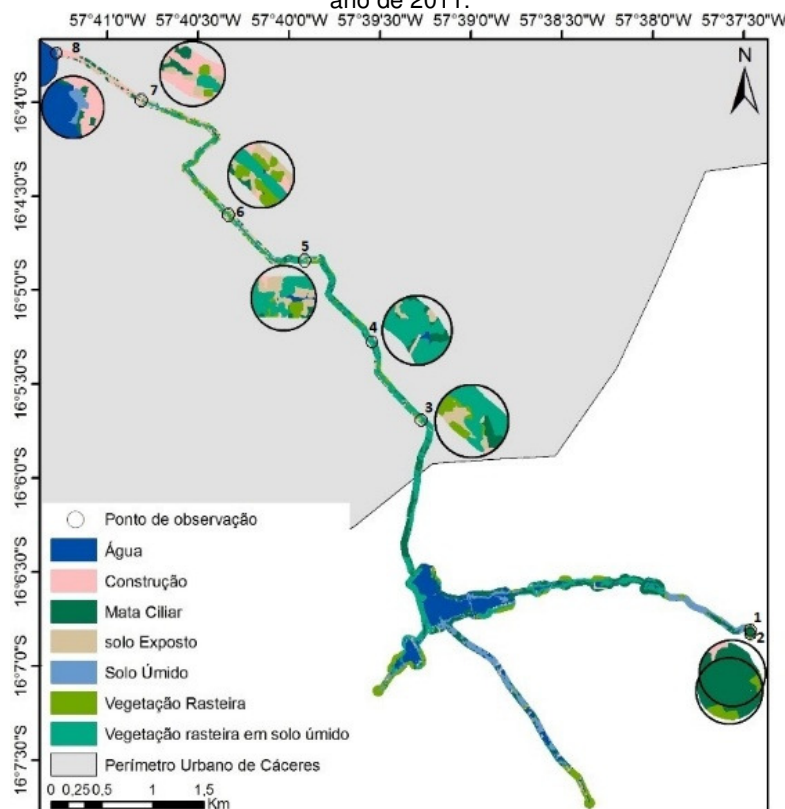 ano de 2011.
57°41'0"W 57°40'30"W 57°40'0"W 57°39'30"W 57°39'0"W 57°38'30"W 57°38'0"W 57°37'30"W
N
16°4'0"S
16°4'30"S
16°5'0"S
16°5'30"S
16°6'0"S
16°6'30"S
16°7'0"S
16°7'30"S
8
7
6
5
4
3
1
2
Ponto de observação
Água
Construção
Mata Ciliar
solo Exposto
Solo Úmido
Vegetação Rasteira
Vegetação rasteira em solo úmido
Perímetro Urbano de Cáceres
0 0,25 0,5 1 1,5
Km